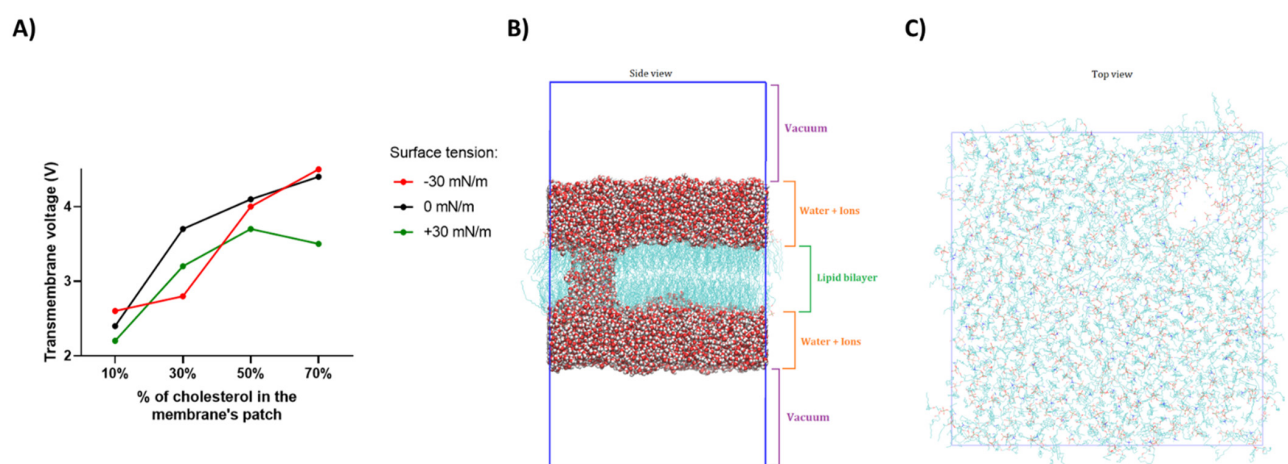 A)
B)
C)
Side view
Top view
Vacuum
Surface tension:
-30 mN/m
0 mN/m
+30 mN/m
Transmembrane voltage (V)
4
3
2
10%
30%
50%
70%
% of cholesterol in the
membrane's patch
Water + Ions
Lipid bilayer
Water + Ions
Vacuum